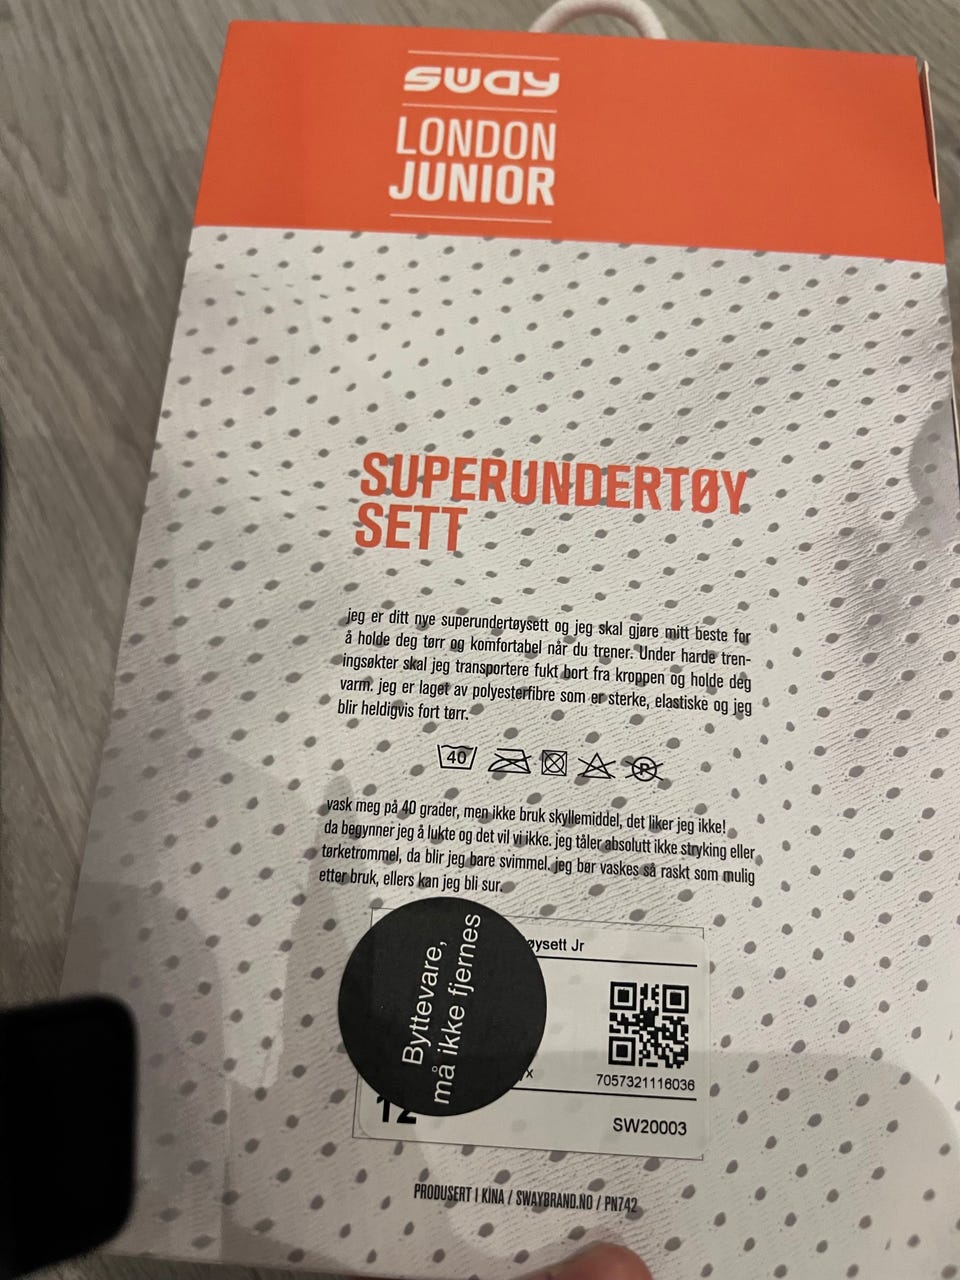 sway
LONDON
JUNIOR
SUPERUNDERTØY
SETT
jeg er ditt nye superundertøysett og jeg skal gjøre mitt beste for
å holde deg tørr og komfortabel når du trener. Under harde tren-
ingsøkter skal jeg transportere fukt bort fra kroppen og holde deg
varm. jeg er laget av polyesterfibre som er sterke, elastiske og jeg
blir heldigvis fort tørr.
40 P
vask meg på 40 grader, men ikke bruk skyllemiddel, det liker jeg ikke!
da begynner jeg å lukte og det vil vi ikke. jeg tåler absolutt ikke stryking eller
tørketrommel, da blir jeg bare svimmel. jeg bør vaskes så raskt som mulig
etter bruk, ellers kan jeg bli sur.
øysett Jr
Byttevare,
må ikke fjernes
x
7057321116036
12
SW20003
PRODUSERT I KINA / SWAYBRAND.NO / PN742